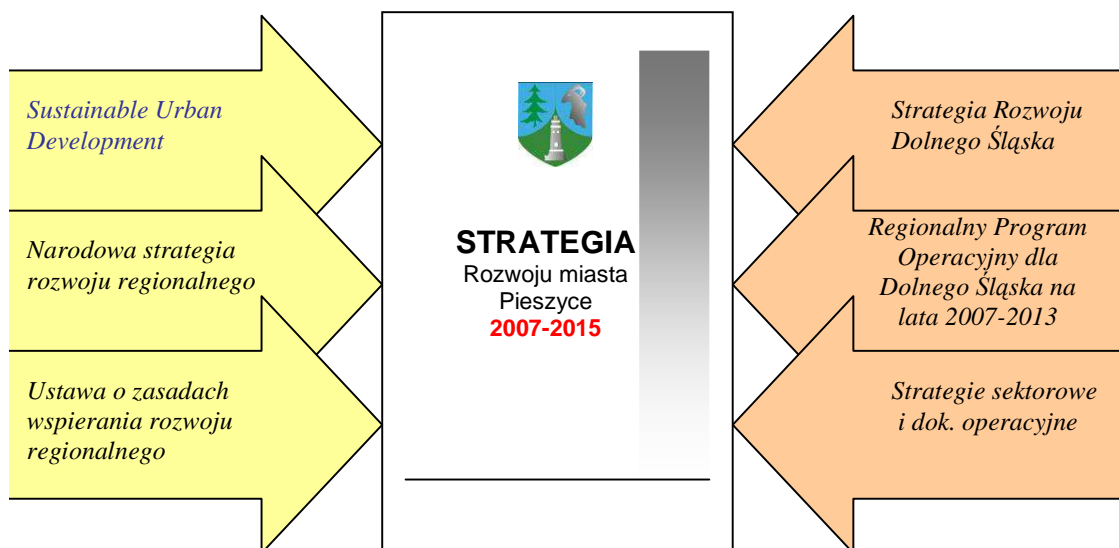 Sustainable Urban
Development
Narodowa strategia
rozwoju regionalnego
Ustawa o zasadach
wspierania rozwoju
regionalnego
STRATEGIA
Rozwoju miasta
Pieszyce
2007-2015
Strategia Rozwoju
Dolnego Śląska
Regionalny Program
Operacyjny dla
Dolnego Śląska na
lata 2007-2013
Strategie sektorowe
i dok. operacyjne